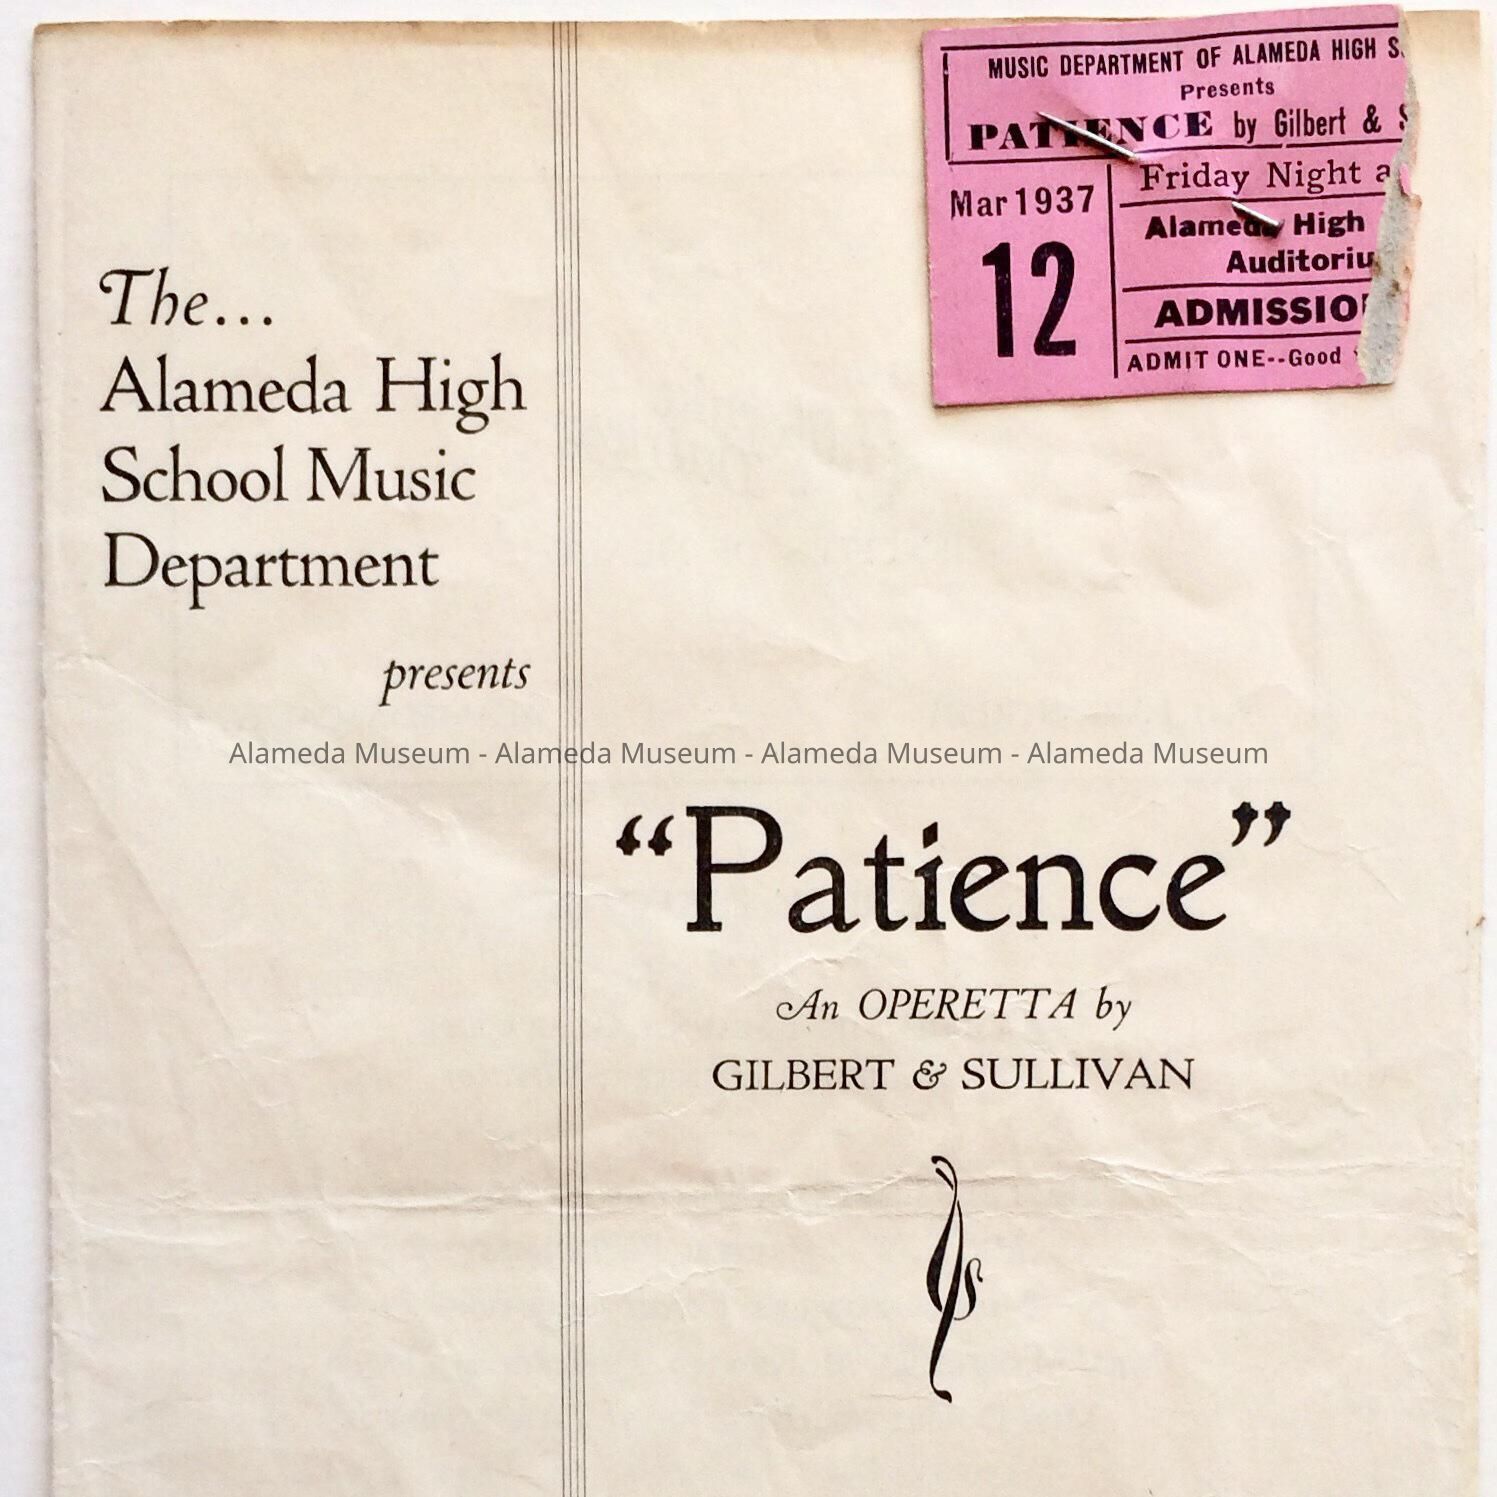 MUSIC DEPARTMENT OF ALAMEDA HIGH S
Presents
PATIENCE by Gilbert & S
Mar 1937
12
Friday Night a
Alameda High
Auditoriu
ADMISSIO
ADMIT ONE--Good
The...
Alameda High
School Music
Department
presents
Alameda Museum - Alameda Museum - Alameda Museum - Alameda Museum
“Patience”
An OPERETTA by
GILBERT & SULLIVAN